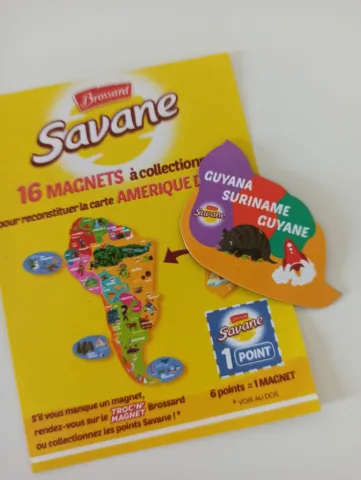 Brossard
Savane
16 MAGNETS à collectionn
pour reconstituer la carte AMERIQUE D
GUYANA
SURINAME
GUYANE
Savane
Brossard
Savane
1 POINT
S'il vous manque un magnet,
rendez-vous sur le TROC'N' MAGNET Brossard
ou collectionnez les points Savane ! *
6 points = 1 MAGNET
* VOIR AU DOS